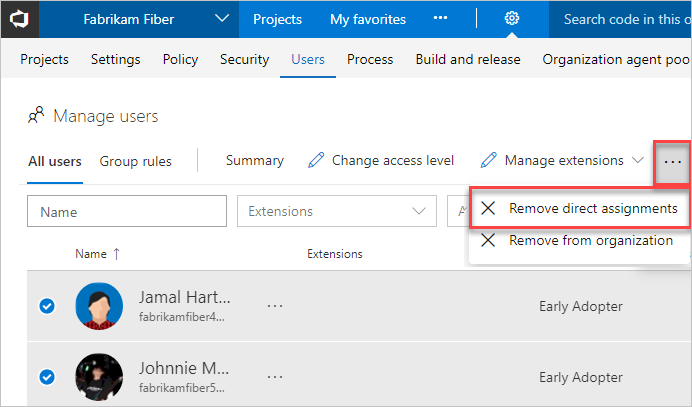 Fabrikam Fiber Projects My favorites ··· Search code in this
Projects Settings Policy Security Users Process Build and release Organization agent poo
Manage users
All users Group rules Summary Change access level Manage extensions ...
Name Extensions
Remove direct assignments
Remove from organization
Name ↑ Extensions
Jamal Hart... ...
fabrikamfiber4...
Early Adopter
Johnnie M... ...
fabrikamfiber5...
Early Adopter